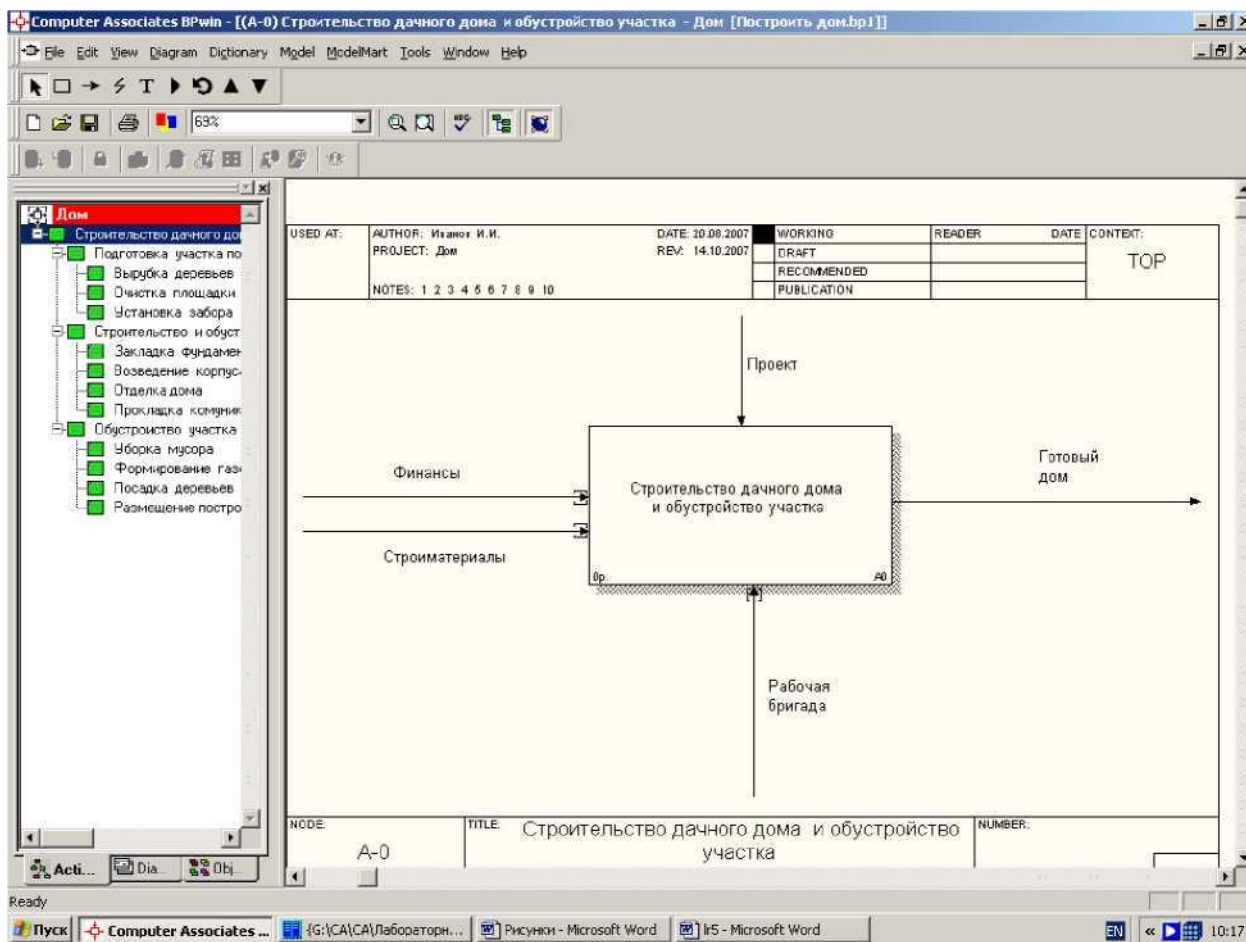 Computer Associates BPwin - [(A-0) Строительство дачного дома и обустройство участка - Дом [Построить дом.bp1]]
File Edit View Diagram Dictionary Model ModelMart Tools Window Help
69%
Дом
Строительство дачного до
Подготовка участка по
Вырубка деревьев
Очистка площадки
Установка забора
Строительство и обуст
Закладка фундамен
Возведение корпус
Отделка дома
Прокладка комуник
Обустроиство участка
Уборка мусора
Формирование газ
Посадка деревьев
Размещение постро
Acti... Dia... Obj...
USED AT: AUTHOR: Иванов И.И. DATE: 20.08.2007 WORKING READER DATE CONTEXT:
PROJECT: Дом REV: 14.10.2007 DRAFT TOP
RECOMMENDED
NOTES: 1 2 3 4 5 6 7 8 9 10 PUBLICATION
Проект
Финансы
Строительство дачного дома
и обустройство участка
Готовый
дом
Строиматериалы
0р. A0
Рабочая
бригада
NODE: TITLE: Строительство дачного дома и обустройство NUMBER:
A-0 участка
Ready
Пуск Computer Associates ... {G:\CA\CA\Лабораторн... Рисунки - Microsoft Word lr5 - Microsoft Word EN « 10:17